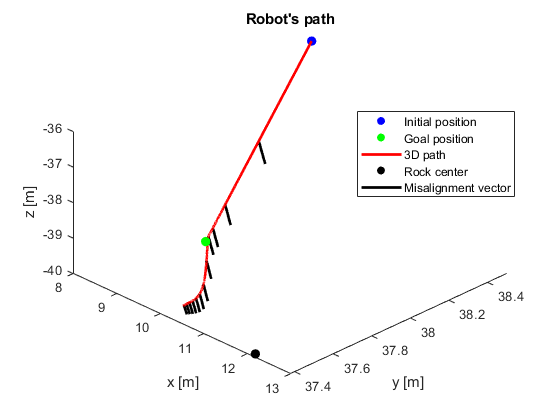 Robot's path
Initial position
Goal position
3D path
Rock center
Misalignment vector
z [m]
-36
-37
-38
-39
-40
8
9
10
11
12
13
x [m]
37.4
37.6
37.8
38
38.2
38.4
y [m]